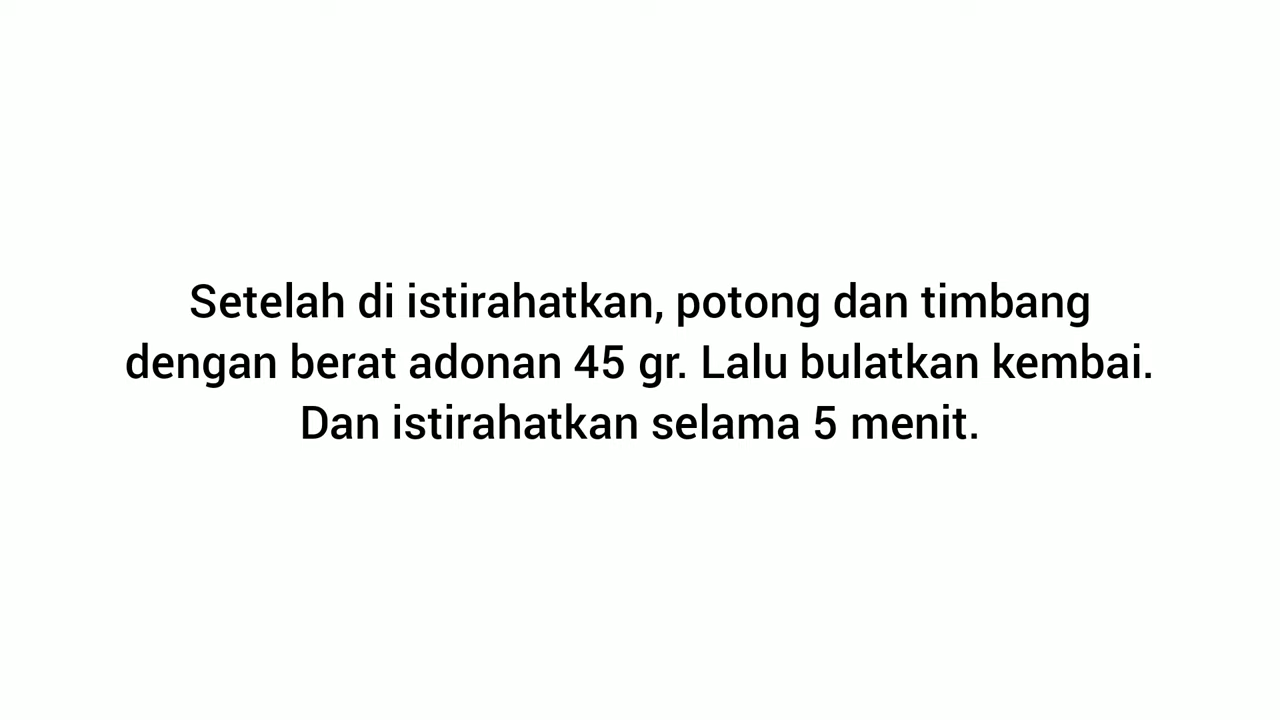 Setelah di istirahatkan, potong dan timbang
dengan berat adonan 45 gr. Lalu bulatkan kembai.
Dan istirahatkan selama 5 menit.